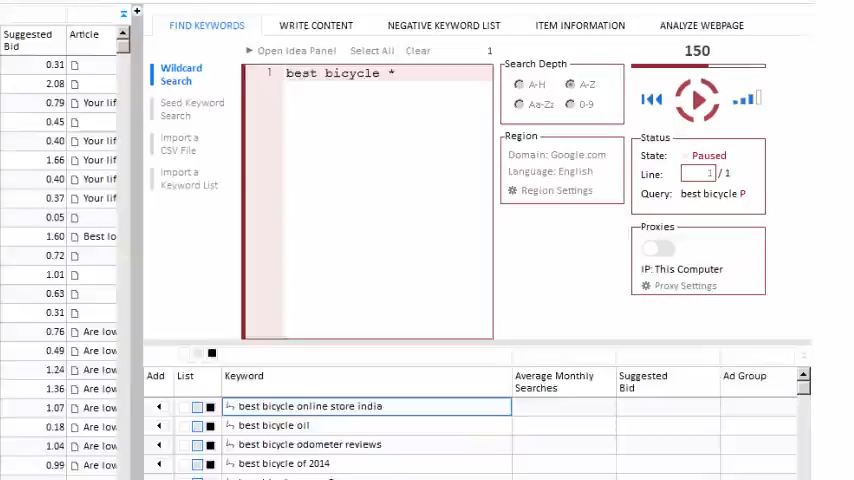 FIND KEYWORDS WRITE CONTENT NEGATIVE KEYWORD LIST ITEM INFORMATION ANALYZE WEBPAGE
Suggested Bid Article
0.31
2.08
0.79 Your lif
0.45
0.40 Your lif
1.66 Your lif
0.40 Your lif
0.37 Your lif
0.05
1.60 Best lo
0.72
1.01
0.63
0.31
0.76 Are low
0.49 Are low
1.24 Are low
1.36 Are low
1.07 Are low
0.18 Are low
1.04 Are low
0.99 Are low
Open Idea Panel Select All Clear 1
Wildcard
Search
Seed Keyword
Search
Import a
CSV File
Import a
Keyword List
1 best bicycle *
Search Depth
A-H A-Z
Aa-Zz 0-9
Region
Domain: Google.com
Language: English
Region Settings
150
Status
State: Paused
Line: 1 / 1
Query: best bicycle P
Proxies
IP: This Computer
Proxy Settings
Add List Keyword Average Monthly Searches Suggested Bid Ad Group
best bicycle online store india
best bicycle oil
best bicycle odometer reviews
best bicycle of 2014